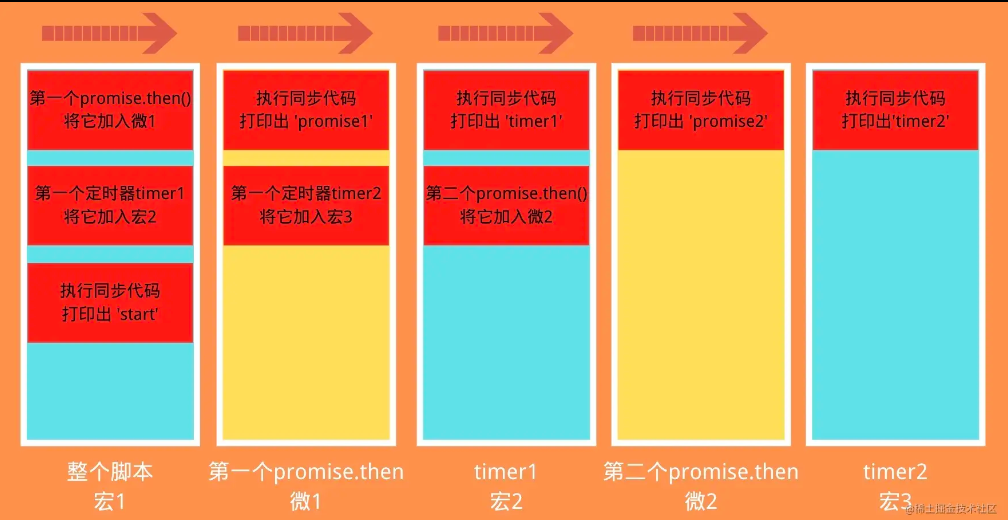 第一个promise.then()
将它加入微1
第一个定时器timer1
将它加入宏2
执行同步代码
打印出 'start'
整个脚本
宏1
执行同步代码
打印出 'promise1'
第一个定时器timer2
将它加入宏3
第一个promise.then
微1
执行同步代码
打印出 'timer1'
第二个promise.then()
将它加入微2
timer1
宏2
执行同步代码
打印出 'promise2'
第二个promise.then
微2
执行同步代码
打印出'timer2'
timer2
宏3
@稀土掘金技术社区